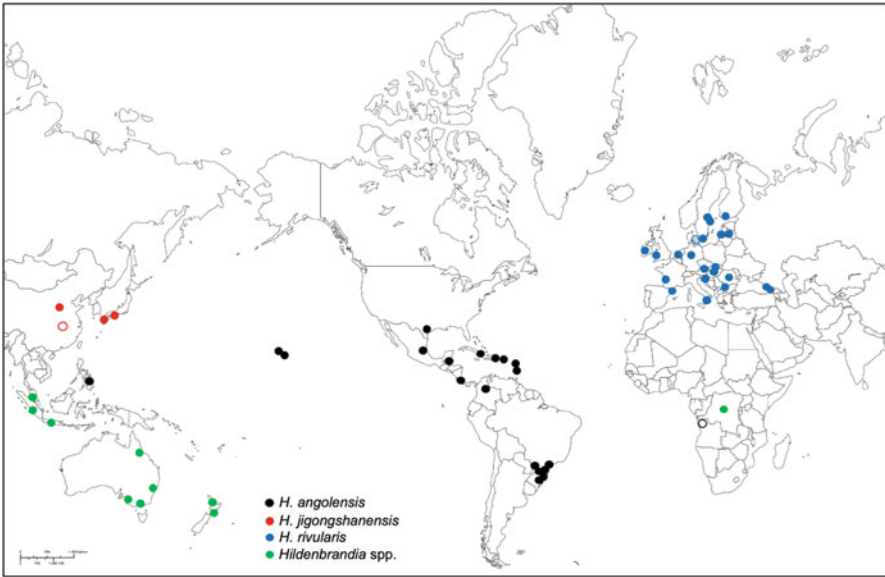 H. angolensis
H. jigongshanensis
H. rivularis
Hildenbrandia spp.